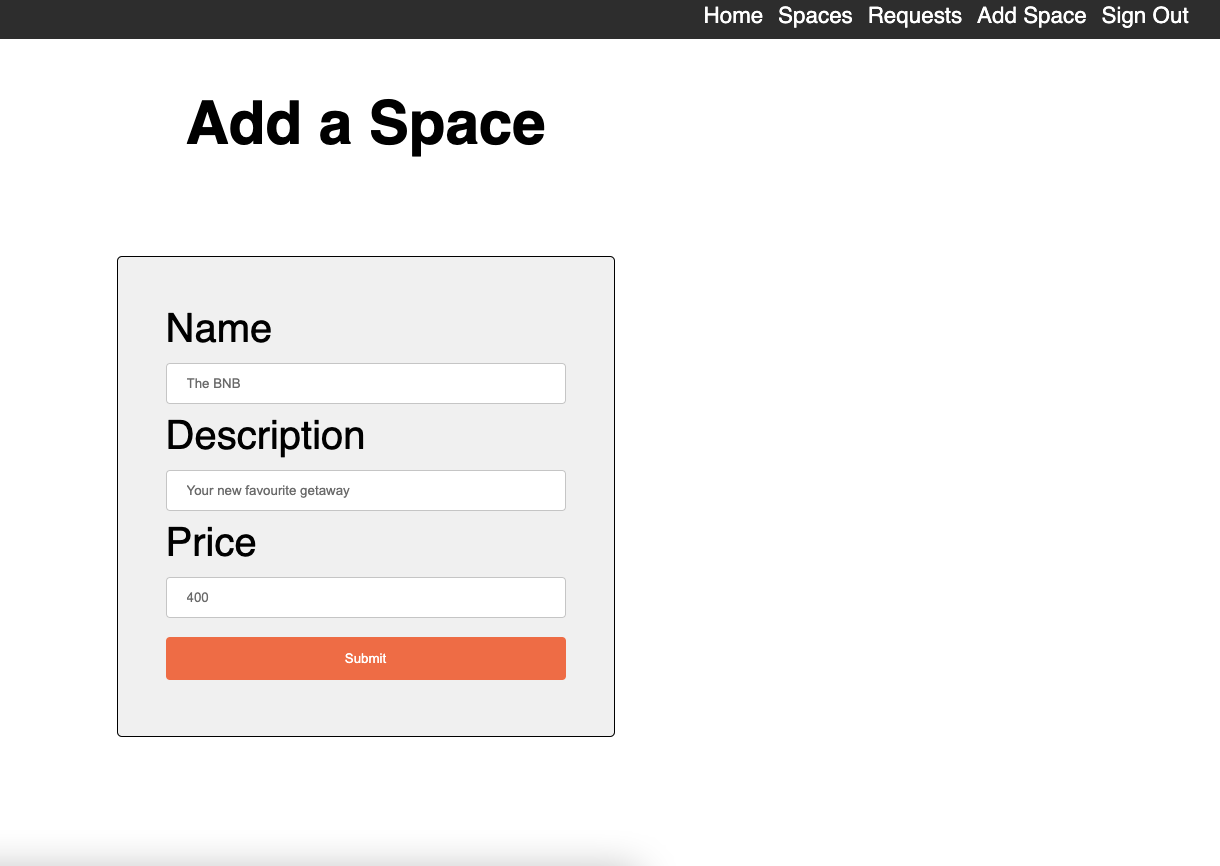 Home Spaces Requests Add Space Sign Out
Add a Space
Name
The BNB
Description
Your new favourite getaway
Price
400
Submit